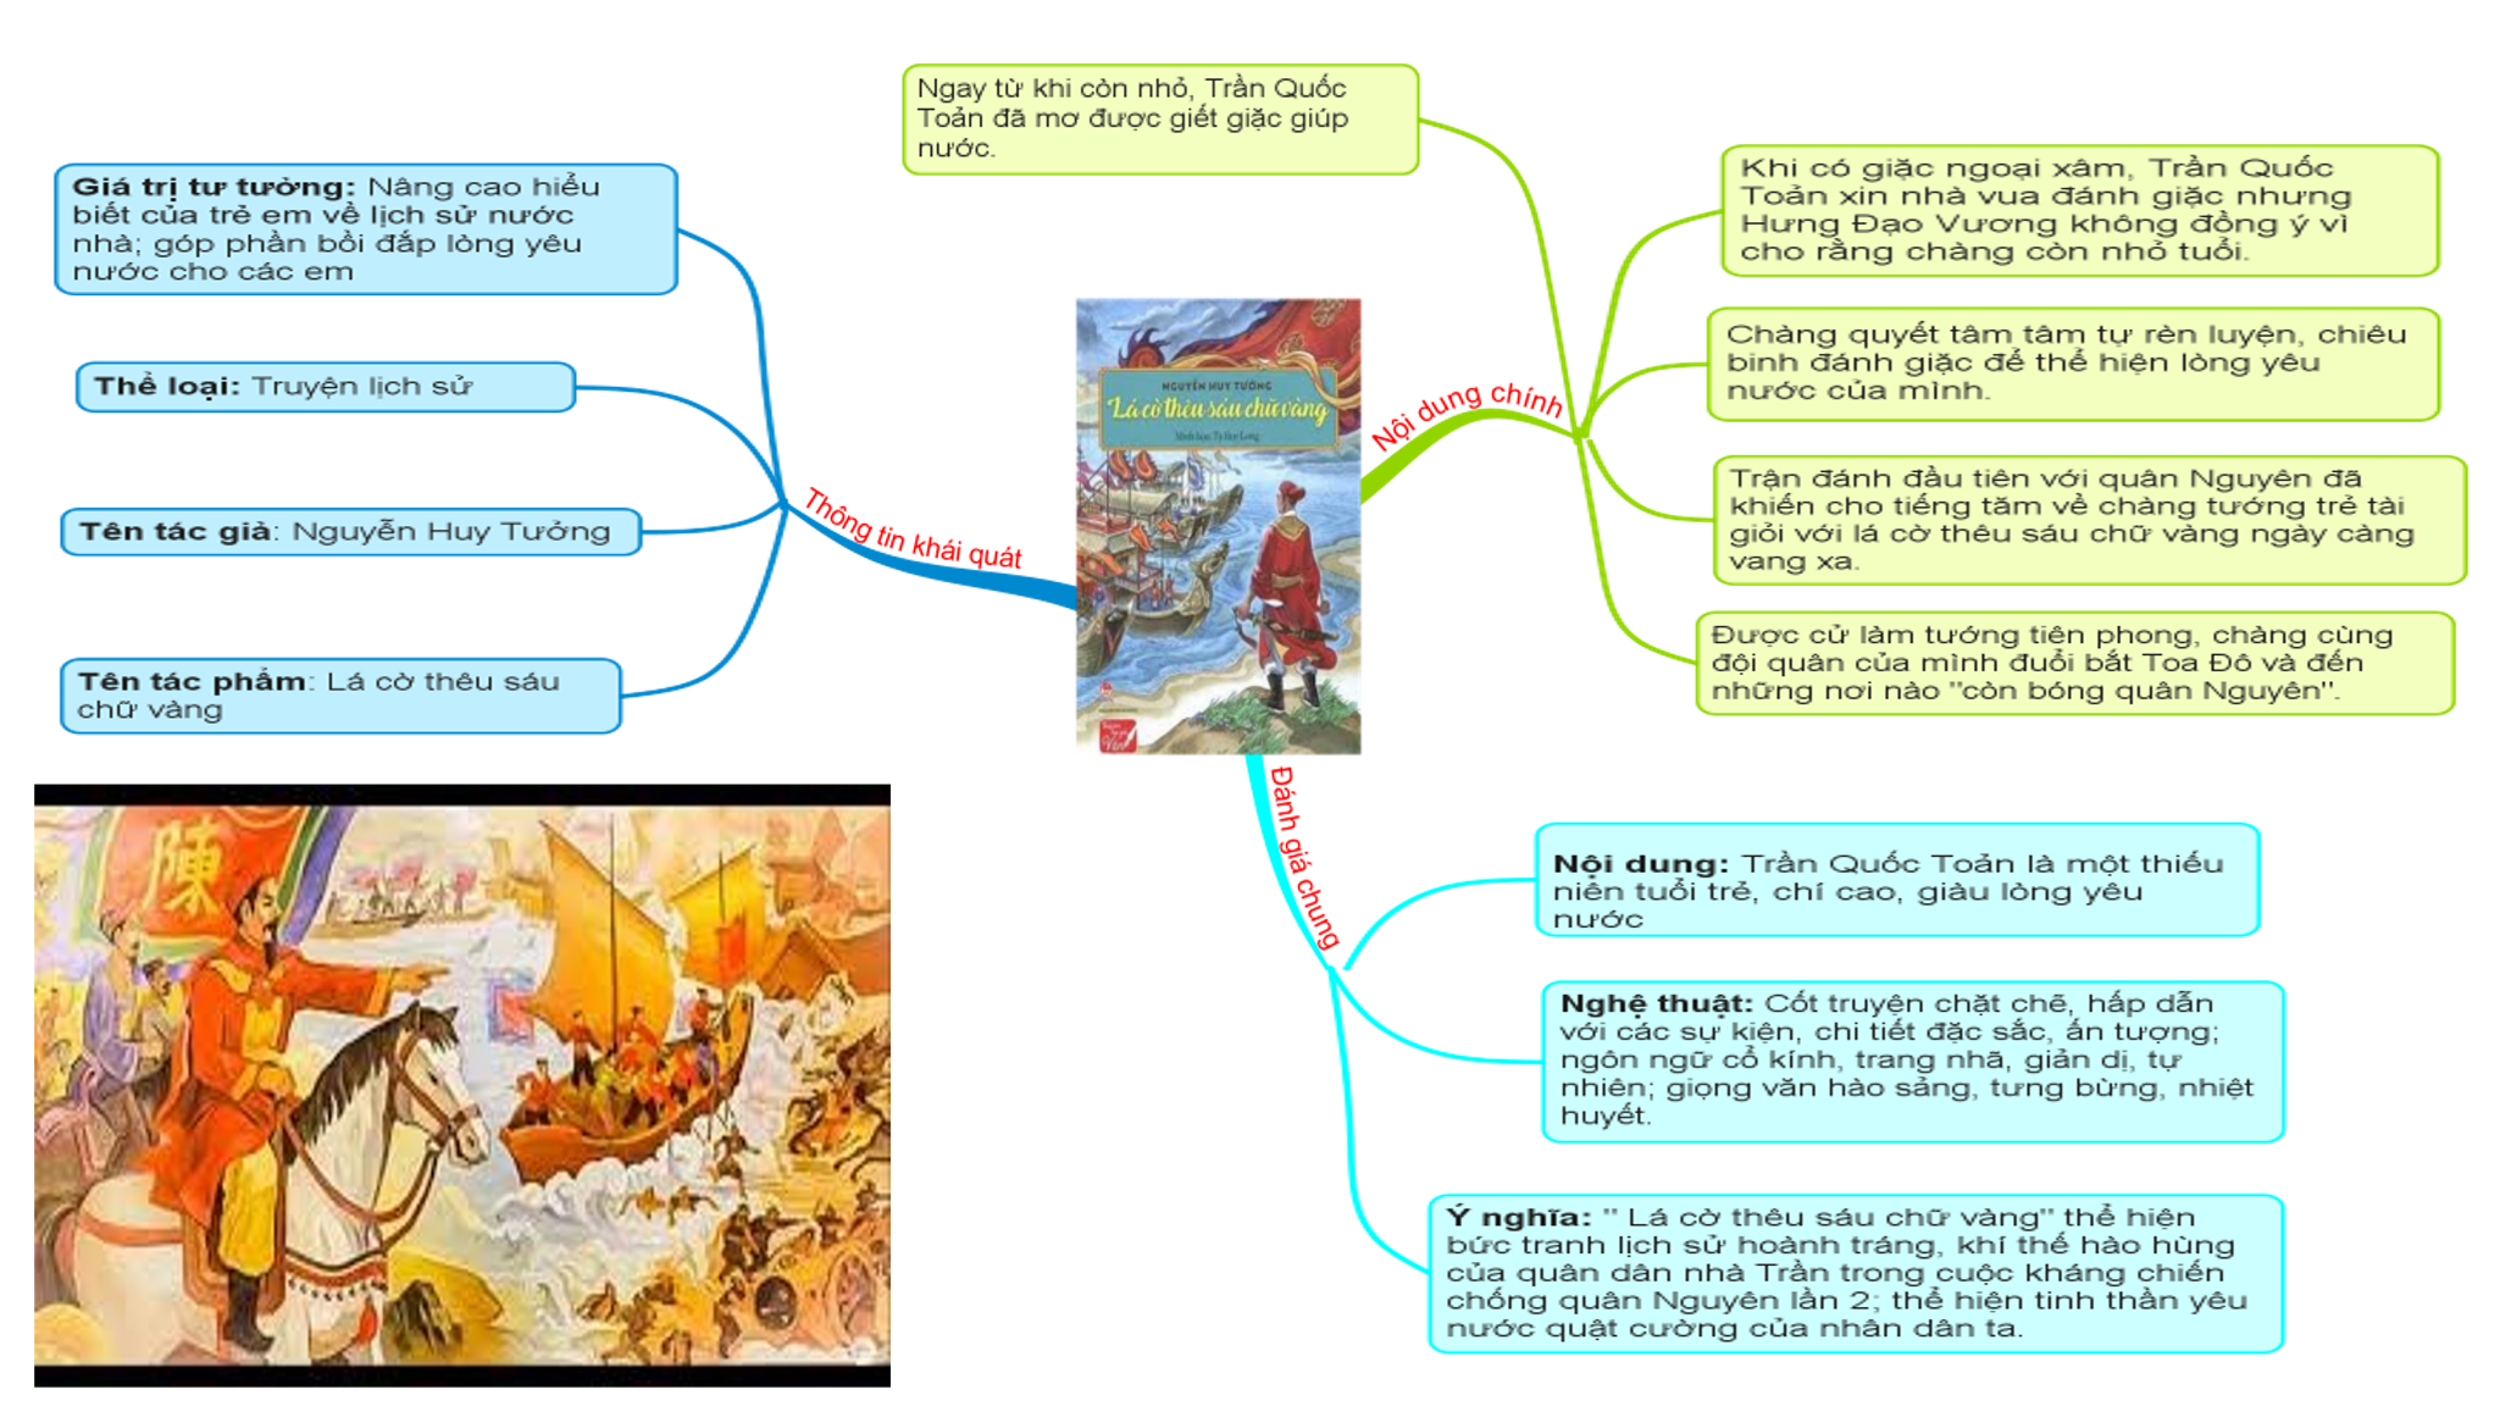 Ngay từ khi còn nhỏ, Trần Quốc
Toản đã mơ được giết giặc giúp
nước.
Giá trị tư tưởng: Nâng cao hiểu
biết của trẻ em về lịch sử nước
nhà; góp phần bồi đắp lòng yêu
nước cho các em
Thể loại: Truyện lịch sử
Tên tác giả: Nguyễn Huy Tưởng
Tên tác phẩm: Lá cờ thêu sáu
chữ vàng
Thông tin khái quát
NGUYỄN HUY TƯỞNG
Lá cờ thêu sáu chữ vàng
Minh họa: Tạ Huy Long
Nội dung chính
Khi có giặc ngoại xâm, Trần Quốc
Toản xin nhà vua đánh giặc nhưng
Hưng Đạo Vương không đồng ý vì
cho rằng chàng còn nhỏ tuổi.
Chàng quyết tâm tâm tự rèn luyện, chiêu
binh đánh giặc để thể hiện lòng yêu
nước của mình.
Trận đánh đầu tiên với quân Nguyên đã
khiến cho tiếng tăm về chàng tướng trẻ tài
giỏi với lá cờ thêu sáu chữ vàng ngày càng
vang xa.
Được cử làm tướng tiên phong, chàng cùng
đội quân của mình đuổi bắt Toa Đô và đến
những nơi nào "còn bóng quân Nguyên".
Đánh giá chung
Nội dung: Trần Quốc Toản là một thiếu
niên tuổi trẻ, chí cao, giàu lòng yêu
nước
Nghệ thuật: Cốt truyện chặt chẽ, hấp dẫn
với các sự kiện, chi tiết đặc sắc, ấn tượng;
ngôn ngữ cổ kính, trang nhã, giản dị, tự
nhiên; giọng văn hào sảng, tưng bừng, nhiệt
huyết.
Ý nghĩa: " Lá cờ thêu sáu chữ vàng" thể hiện
bức tranh lịch sử hoành tráng, khí thế hào hùng
của quân dân nhà Trần trong cuộc kháng chiến
chống quân Nguyên lần 2; thể hiện tinh thần yêu
nước quật cường của nhân dân ta.
陳